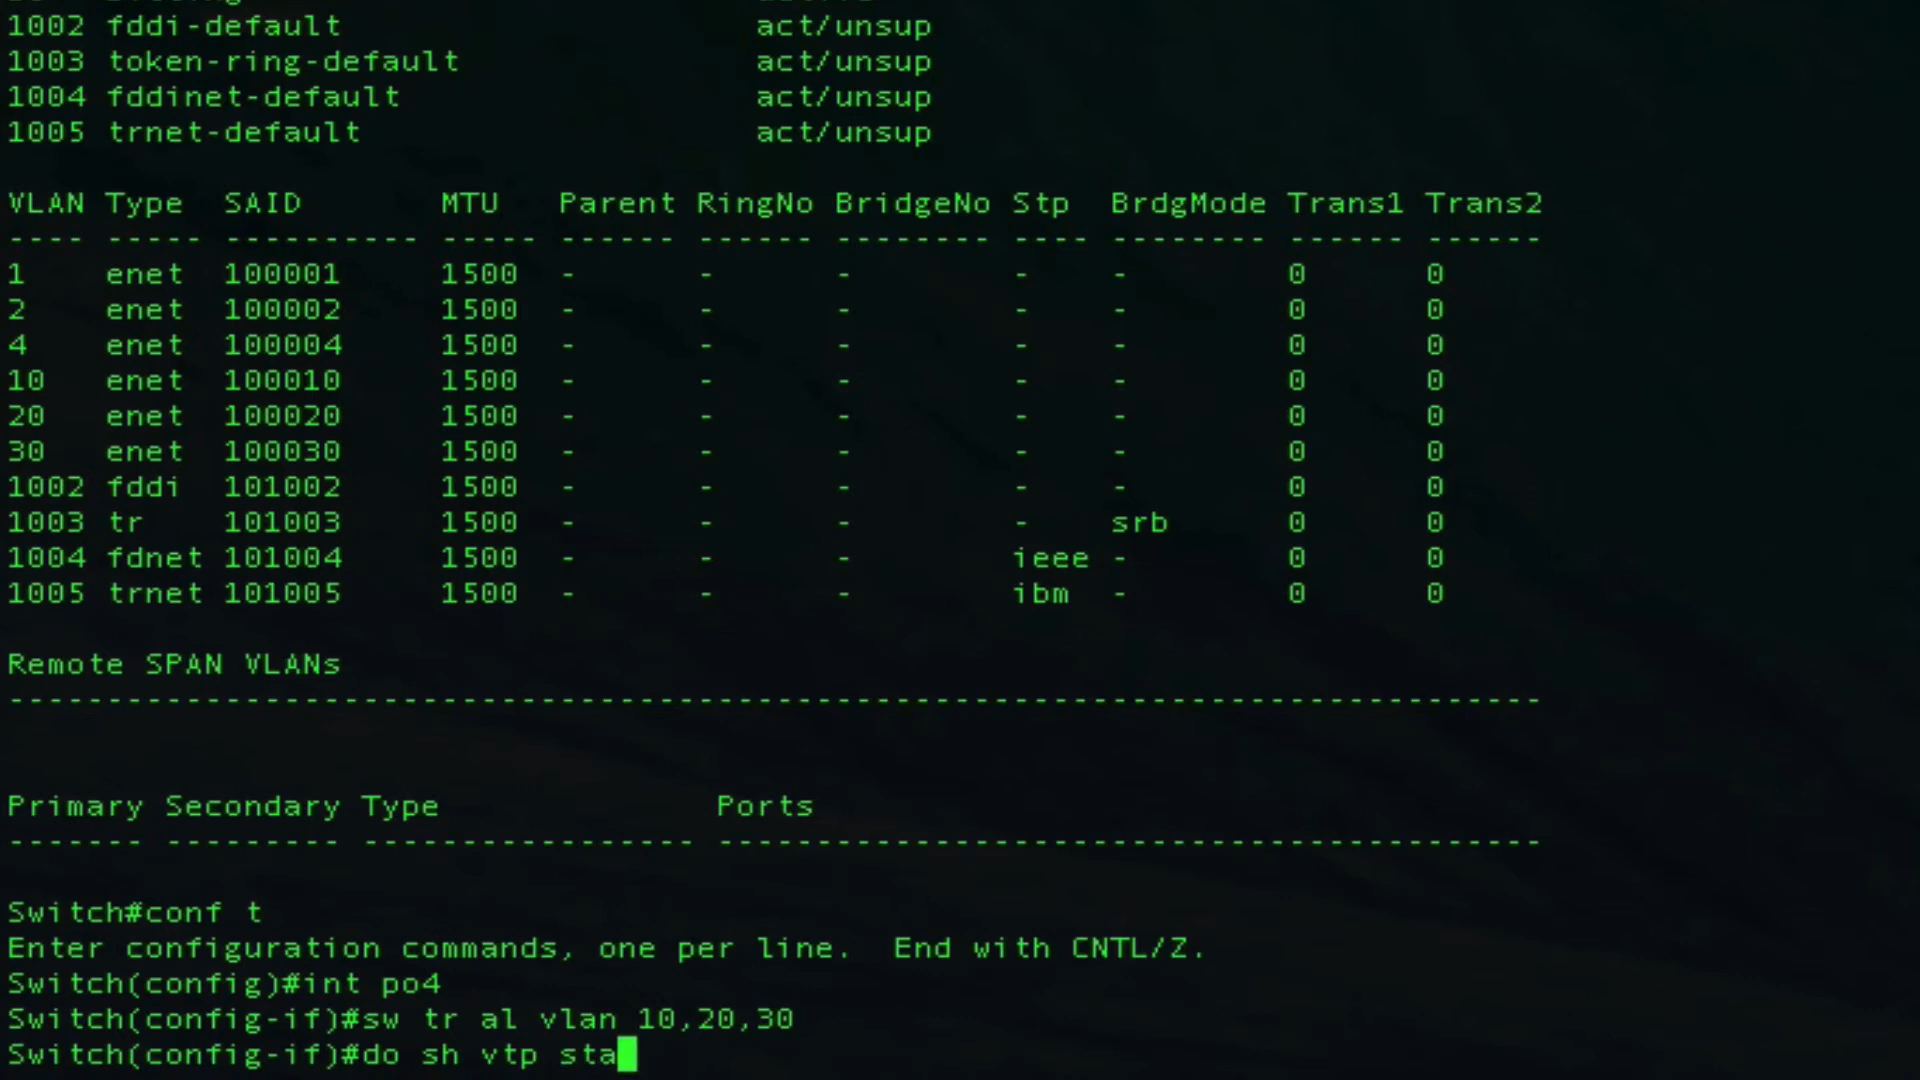 1002 fddi-default act/unsup
1003 token-ring-default act/unsup
1004 fddinet-default act/unsup
1005 trnet-default act/unsup
VLAN Type SAID MTU Parent RingNo BridgeNo Stp BrdgMode Trans1 Trans2
---- ----- ---------- ----- ------ ------ -------- ---- -------- ------ ------
1 enet 100001 1500 - - - - - 0 0
2 enet 100002 1500 - - - - - 0 0
4 enet 100004 1500 - - - - - 0 0
10 enet 100010 1500 - - - - - 0 0
20 enet 100020 1500 - - - - - 0 0
30 enet 100030 1500 - - - - - 0 0
1002 fddi 101002 1500 - - - - - 0 0
1003 tr 101003 1500 - - - - srb 0 0
1004 fdnet 101004 1500 - - - ieee - 0 0
1005 trnet 101005 1500 - - - ibm - 0 0
Remote SPAN VLANs
------------------------------------------------------------------------------
Primary Secondary Type Ports
------- --------- ----------------- ------------------------------------------
Switch#conf t
Enter configuration commands, one per line. End with CNTL/Z.
Switch(config)#int po4
Switch(config-if)#sw tr al vlan 10,20,30
Switch(config-if)#do sh vtp sta